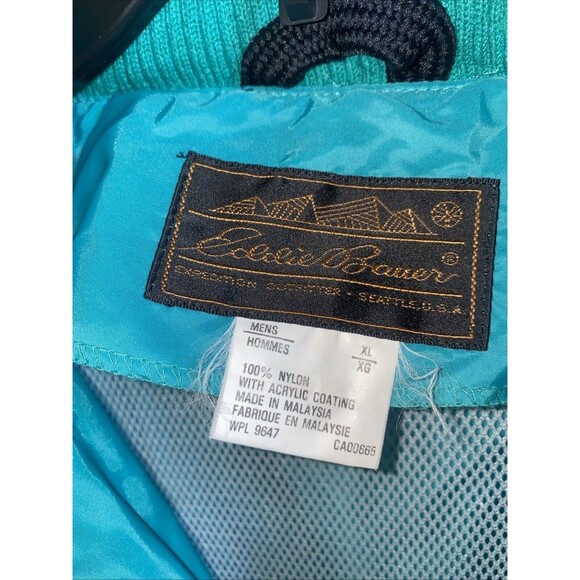 Eddie Bauer ®
EXPEDITION OUTFITTER • SEATTLE, U.S.A.
MENS XL
HOMMES XG
100% NYLON
WITH ACRYLIC COATING
MADE IN MALAYSIA
FABRIQUE EN MALAYSIE
WPL 9647 CA00665